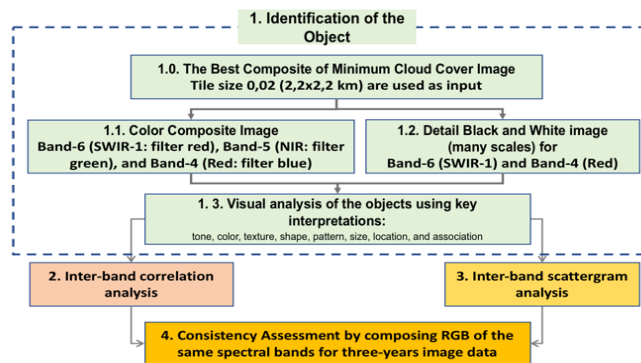 1. Identification of the
Object
1.0. The Best Composite of Minimum Cloud Cover Image
Tile size 0,02 (2,2x2,2 km) are used as input
1.1. Color Composite Image
Band-6 (SWIR-1: filter red), Band-5 (NIR: filter
green), and Band-4 (Red: filter blue)
1.2. Detail Black and White image
(many scales) for
Band-6 (SWIR-1) and Band-4 (Red)
1. 3. Visual analysis of the objects using key
interpretations:
tone, color, texture, shape, pattern, size, location, and association
2. Inter-band correlation
analysis
3. Inter-band scattergram
analysis
4. Consistency Assessment by composing RGB of the
same spectral bands for three-years image data